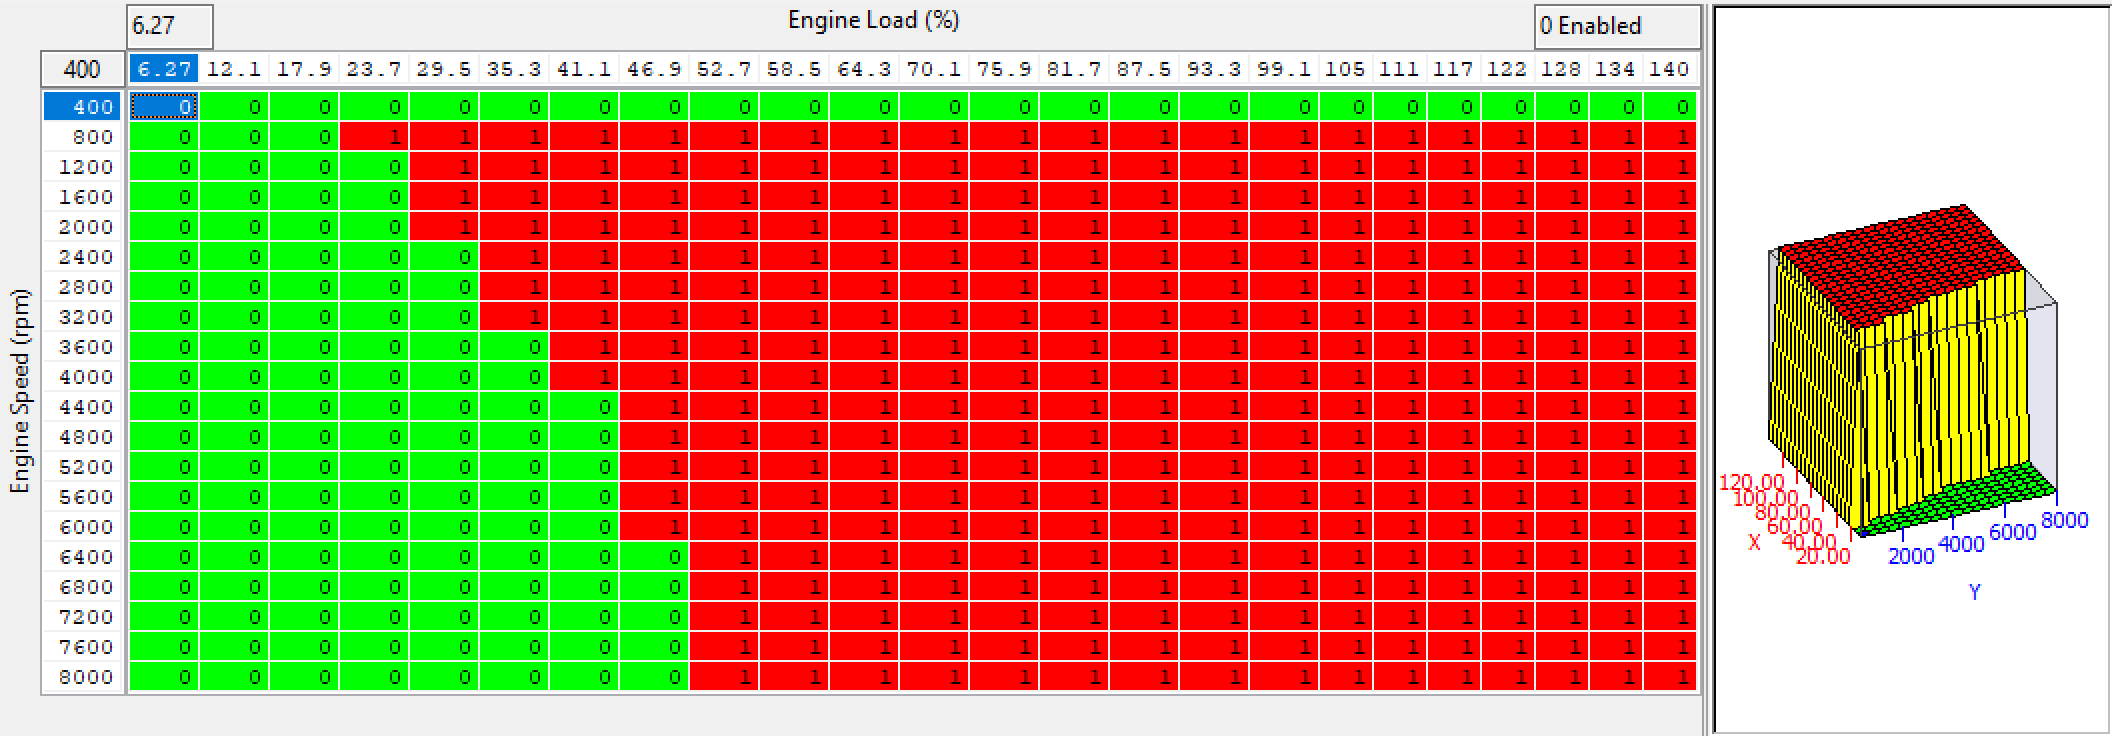 6.27 Engine Load (%) 0 Enabled
400 6.27 12.1 17.9 23.7 29.5 35.3 41.1 46.9 52.7 58.5 64.3 70.1 75.9 81.7 87.5 93.3 99.1 105 111 117 122 128 134 140
400 0 0 0 0 0 0 0 0 0 0 0 0 0 0 0 0 0 0 0 0 0 0 0 0
800 0 0 0 1 1 1 1 1 1 1 1 1 1 1 1 1 1 1 1 1 1 1 1 1
1200 0 0 0 0 1 1 1 1 1 1 1 1 1 1 1 1 1 1 1 1 1 1 1 1
1600 0 0 0 0 1 1 1 1 1 1 1 1 1 1 1 1 1 1 1 1 1 1 1 1
2000 0 0 0 0 1 1 1 1 1 1 1 1 1 1 1 1 1 1 1 1 1 1 1 1
2400 0 0 0 0 0 1 1 1 1 1 1 1 1 1 1 1 1 1 1 1 1 1 1 1
2800 0 0 0 0 0 1 1 1 1 1 1 1 1 1 1 1 1 1 1 1 1 1 1 1
3200 0 0 0 0 0 1 1 1 1 1 1 1 1 1 1 1 1 1 1 1 1 1 1 1
3600 0 0 0 0 0 0 1 1 1 1 1 1 1 1 1 1 1 1 1 1 1 1 1 1
4000 0 0 0 0 0 0 1 1 1 1 1 1 1 1 1 1 1 1 1 1 1 1 1 1
4400 0 0 0 0 0 0 0 1 1 1 1 1 1 1 1 1 1 1 1 1 1 1 1 1
4800 0 0 0 0 0 0 0 1 1 1 1 1 1 1 1 1 1 1 1 1 1 1 1 1
5200 0 0 0 0 0 0 0 1 1 1 1 1 1 1 1 1 1 1 1 1 1 1 1 1
5600 0 0 0 0 0 0 0 1 1 1 1 1 1 1 1 1 1 1 1 1 1 1 1 1
6000 0 0 0 0 0 0 0 1 1 1 1 1 1 1 1 1 1 1 1 1 1 1 1 1
6400 0 0 0 0 0 0 0 0 1 1 1 1 1 1 1 1 1 1 1 1 1 1 1 1
6800 0 0 0 0 0 0 0 0 1 1 1 1 1 1 1 1 1 1 1 1 1 1 1 1
7200 0 0 0 0 0 0 0 0 1 1 1 1 1 1 1 1 1 1 1 1 1 1 1 1
7600 0 0 0 0 0 0 0 0 1 1 1 1 1 1 1 1 1 1 1 1 1 1 1 1
8000 0 0 0 0 0 0 0 0 1 1 1 1 1 1 1 1 1 1 1 1 1 1 1 1
Engine Speed (rpm)
120.00
100.00
80.00
60.00
40.00
20.00
X
2000
4000
6000
8000
Y